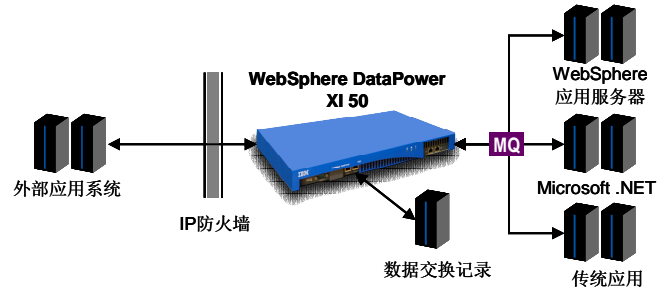 WebSphere DataPower
XI 50
外部应用系统
IP防火墙
IBM
MQ
数据交换记录
WebSphere
应用服务器
Microsoft .NET
传统应用